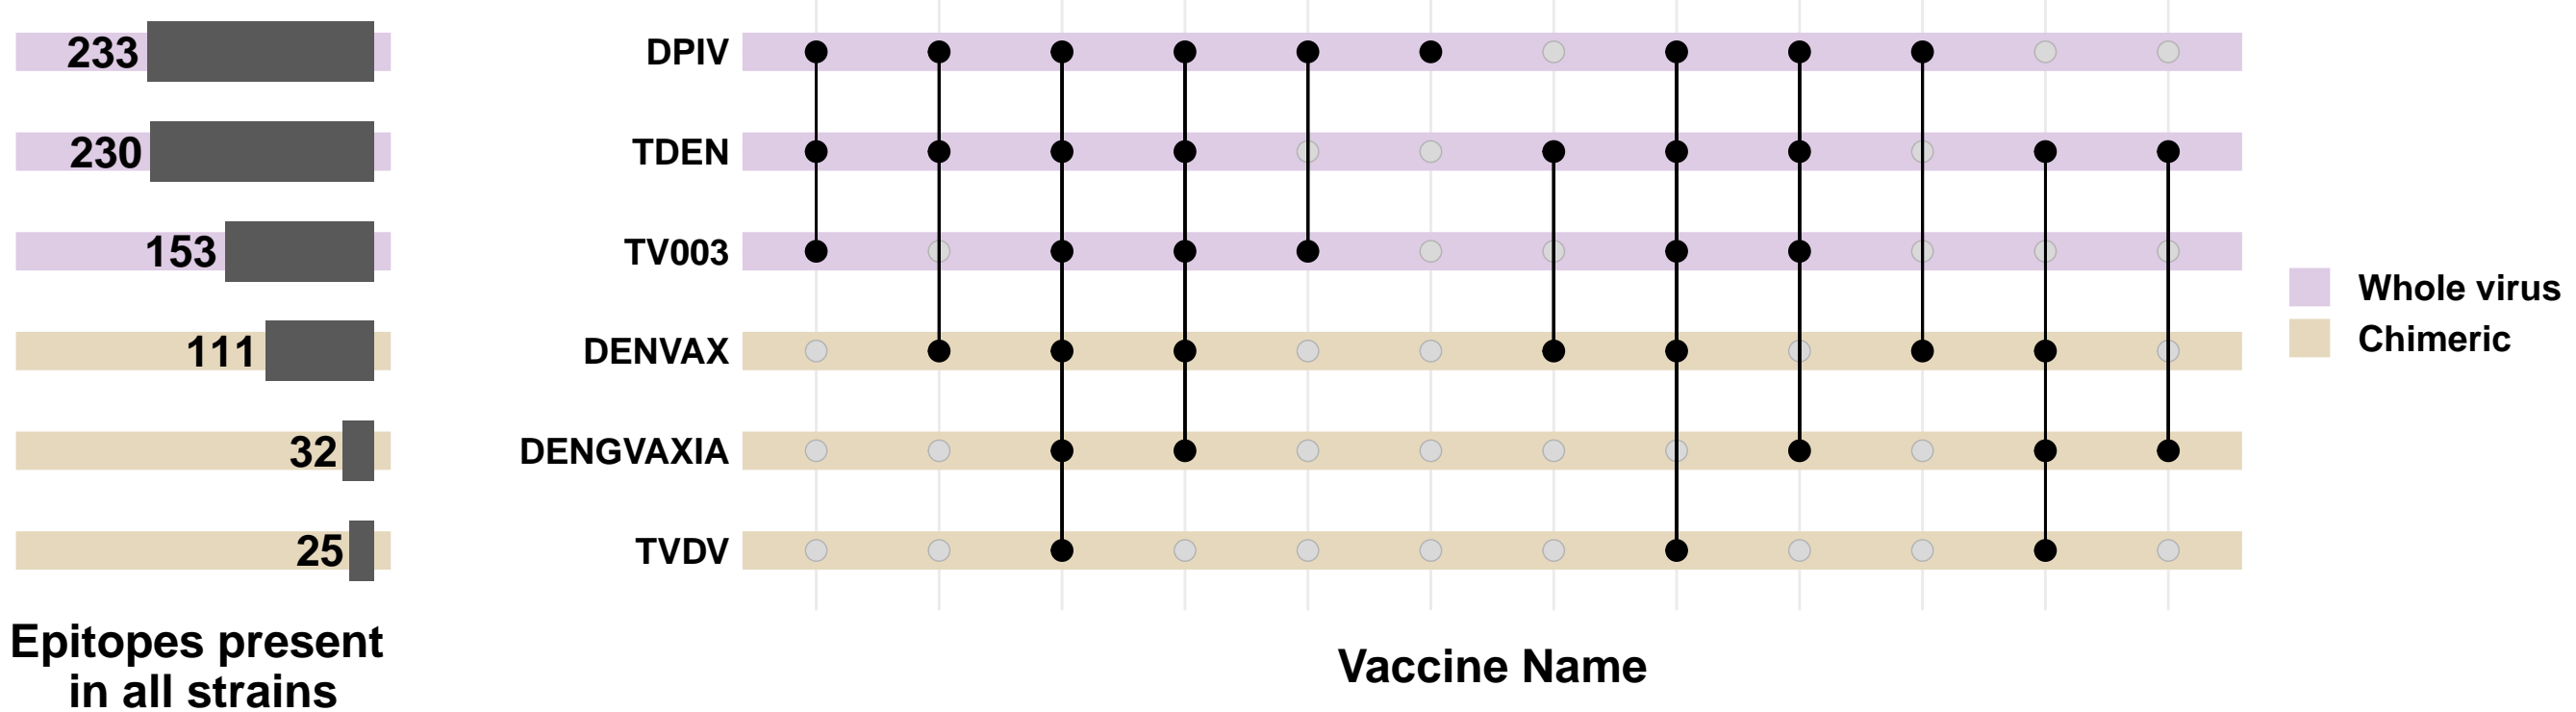 233
DPIV
230
TDEN
153
TV003
111
DENVAX
32
DENGVAXIA
25
TVDV
Whole virus
Chimeric
Epitopes present
in all strains
Vaccine Name